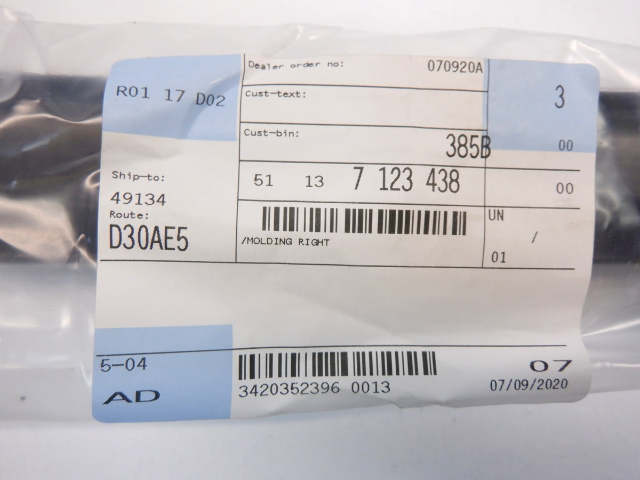 R01 17 D02
Dealer order no: 070920A
3
Cust-text:
Cust-bin: 385B 00
Ship-to:
49134
51 13 7 123 438 00
Route:
D30AE5
/MOLDING RIGHT
UN
/
01
5-04
AD
3420352396 0013
07
07/09/2020